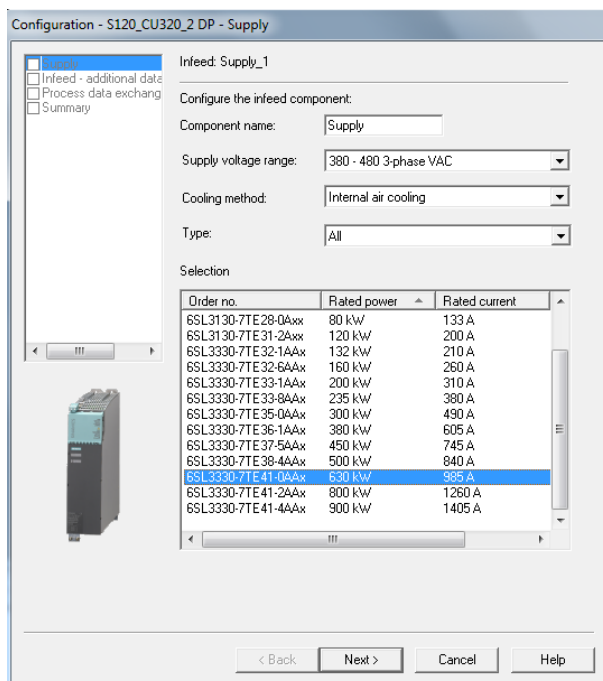 Configuration - S120_CU320_2 DP - Supply
Supply
Infeed - additional data
Process data exchang
Summary
Infeed: Supply_1
Configure the infeed component:
Component name: Supply
Supply voltage range: 380 - 480 3-phase VAC
Cooling method: Internal air cooling
Type: All
Selection
Order no. Rated power Rated current
6SL3130-7TE28-0Axx 80 kW 133 A
6SL3130-7TE31-2Axx 120 kW 200 A
6SL3330-7TE32-1AAx 132 kW 210 A
6SL3330-7TE32-6AAx 160 kW 260 A
6SL3330-7TE33-1AAx 200 kW 310 A
6SL3330-7TE33-8AAx 235 kW 380 A
6SL3330-7TE35-0AAx 300 kW 490 A
6SL3330-7TE36-1AAx 380 kW 605 A
6SL3330-7TE37-5AAx 450 kW 745 A
6SL3330-7TE38-4AAx 500 kW 840 A
6SL3330-7TE41-0AAx 630 kW 985 A
6SL3330-7TE41-2AAx 800 kW 1260 A
6SL3330-7TE41-4AAx 900 kW 1405 A
< Back Next > Cancel Help